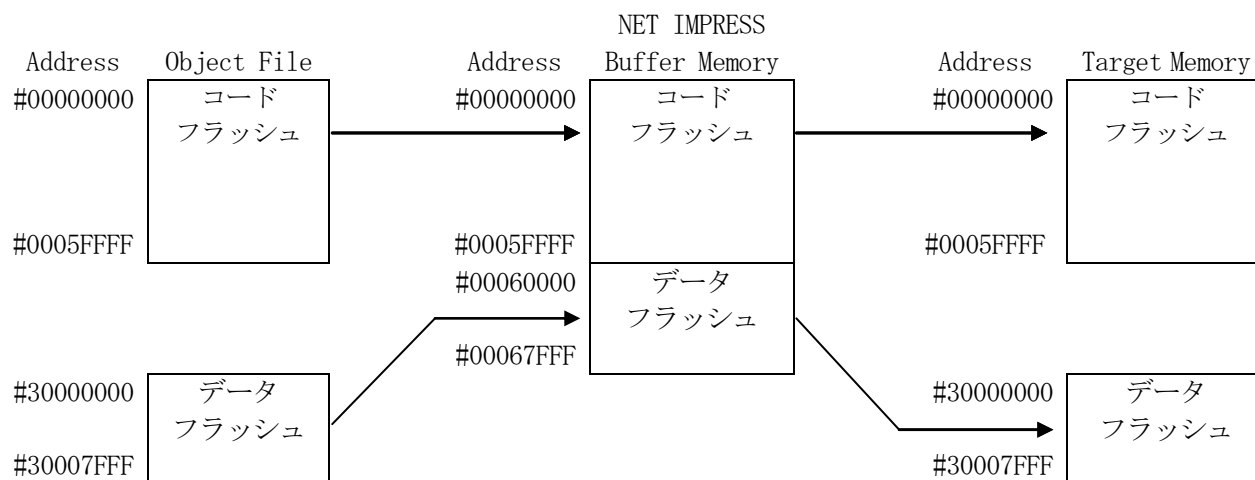 NET IMPRESS
Address Object File Address Buffer Memory Address Target Memory
#00000000 コード #00000000 コード #00000000 コード
フラッシュ フラッシュ フラッシュ
#0005FFFF #0005FFFF #0005FFFF
#00060000 データ
フラッシュ
#00067FFF
#30000000 データ #30000000 データ
フラッシュ フラッシュ
#30007FFF #30007FFF